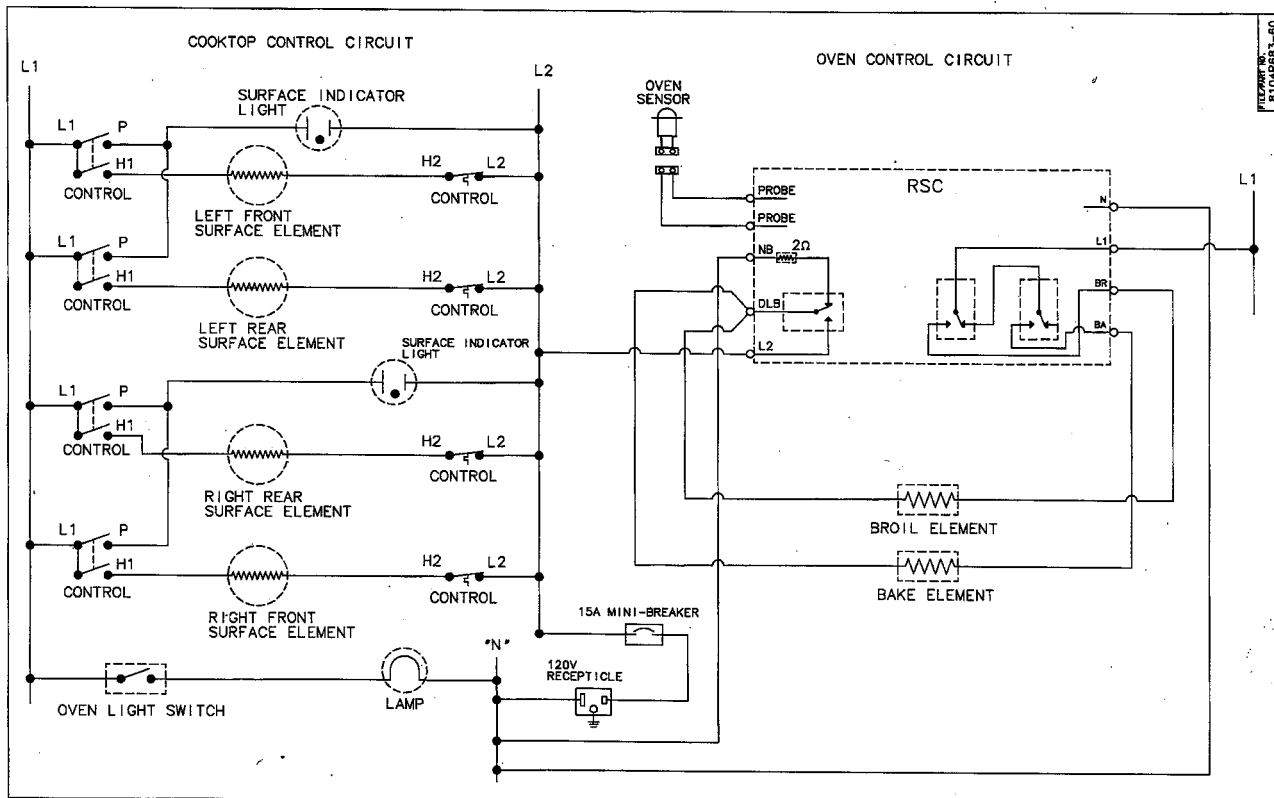 COOKTOP CONTROL CIRCUIT
OVEN CONTROL CIRCUIT
FILE/PART NO.
L1
L2
OVEN
SENSOR
SURFACE INDICATOR
LIGHT
L1
P
H1
CONTROL
H2
L2
CONTROL
LEFT FRONT
SURFACE ELEMENT
L1
P
H1
CONTROL
H2
L2
CONTROL
LEFT REAR
SURFACE ELEMENT
SURFACE INDICATOR
LIGHT
L1
P
H1
CONTROL
H2
L2
CONTROL
RIGHT REAR
SURFACE ELEMENT
L1
P
H1
CONTROL
H2
L2
CONTROL
RIGHT FRONT
SURFACE ELEMENT
OVEN LIGHT SWITCH
LAMP
"N"
15A MINI-BREAKER
120V
RECEPTICLE
RSC
PROBE
PROBE
NB
2Ω
DLB
L2
N
L1
BR
BA
L1
BROIL ELEMENT
BAKE ELEMENT